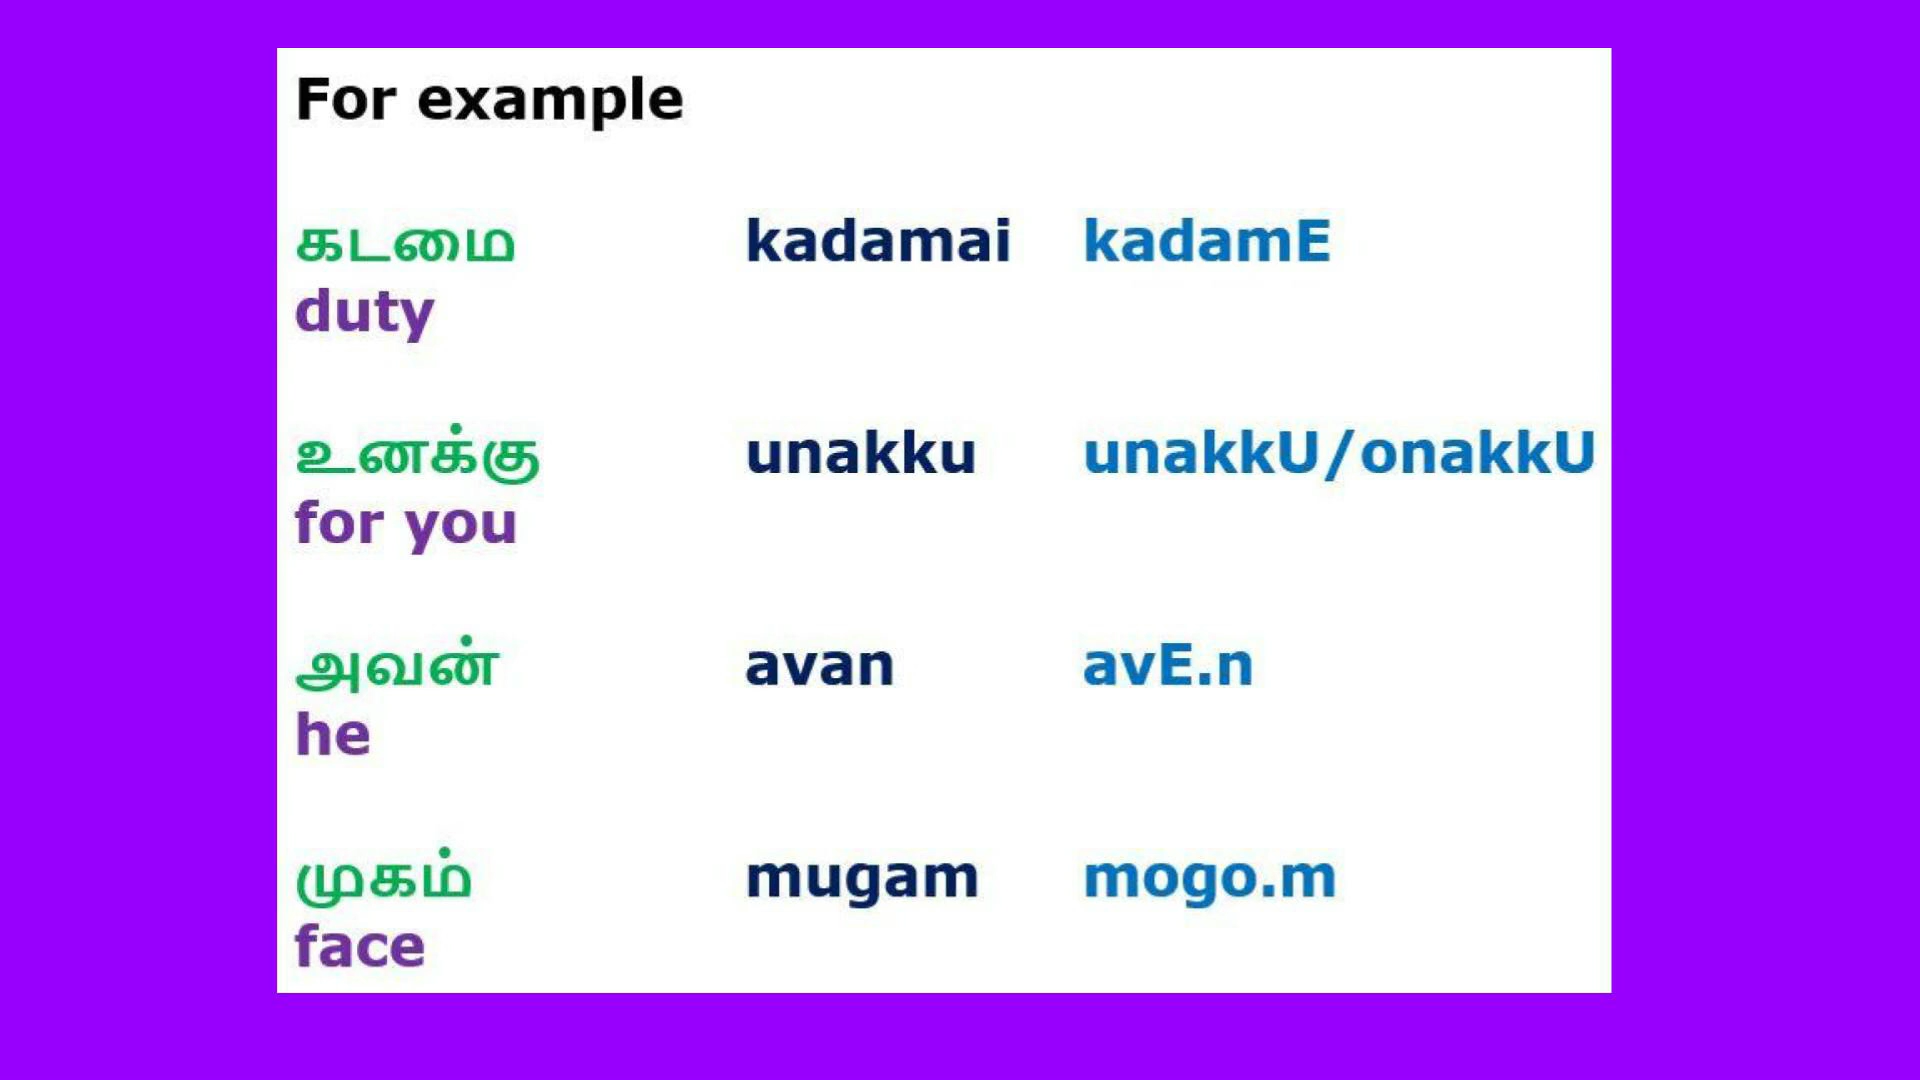 For example
கடமை kadamai kadamE
duty
உனக்கு unakku unakkU/onakkU
for you
அவன் avan avE.n
he
முகம் mugam mogo.m
face